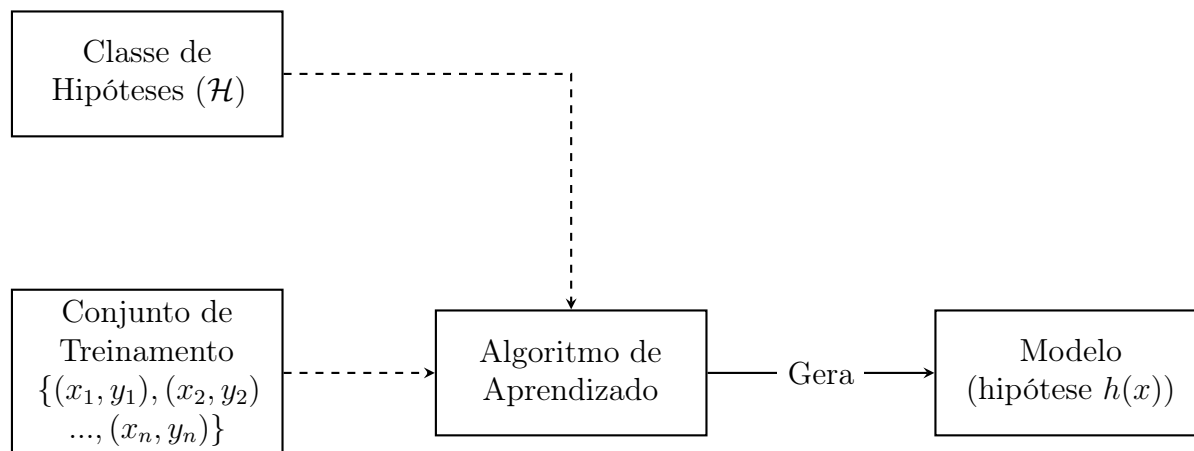 Classe de
Hipóteses (ℋ)
Conjunto de
Treinamento
{(x₁, y₁), (x₂, y₂)
..., (xₙ, yₙ)}
Algoritmo de
Aprendizado
Gera
Modelo
(hipótese h(x))